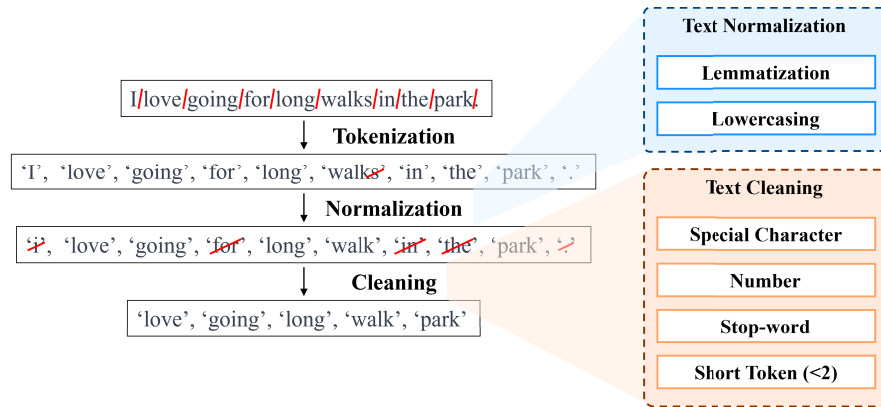 I/love/going/for/long/walks/in/the/park/.
Tokenization
‘I’, ‘love’, ‘going’, ‘for’, ‘long’, ‘walks’, ‘in’, ‘the’, ‘park’, ‘.’
Normalization
‘i’, ‘love’, ‘going’, ‘for’, ‘long’, ‘walk’, ‘in’, ‘the’, ‘park’, ‘.’
Cleaning
‘love’, ‘going’, ‘long’, ‘walk’, ‘park’
Text Normalization
Lemmatization
Lowercasing
Text Cleaning
Special Character
Number
Stop-word
Short Token (<2)